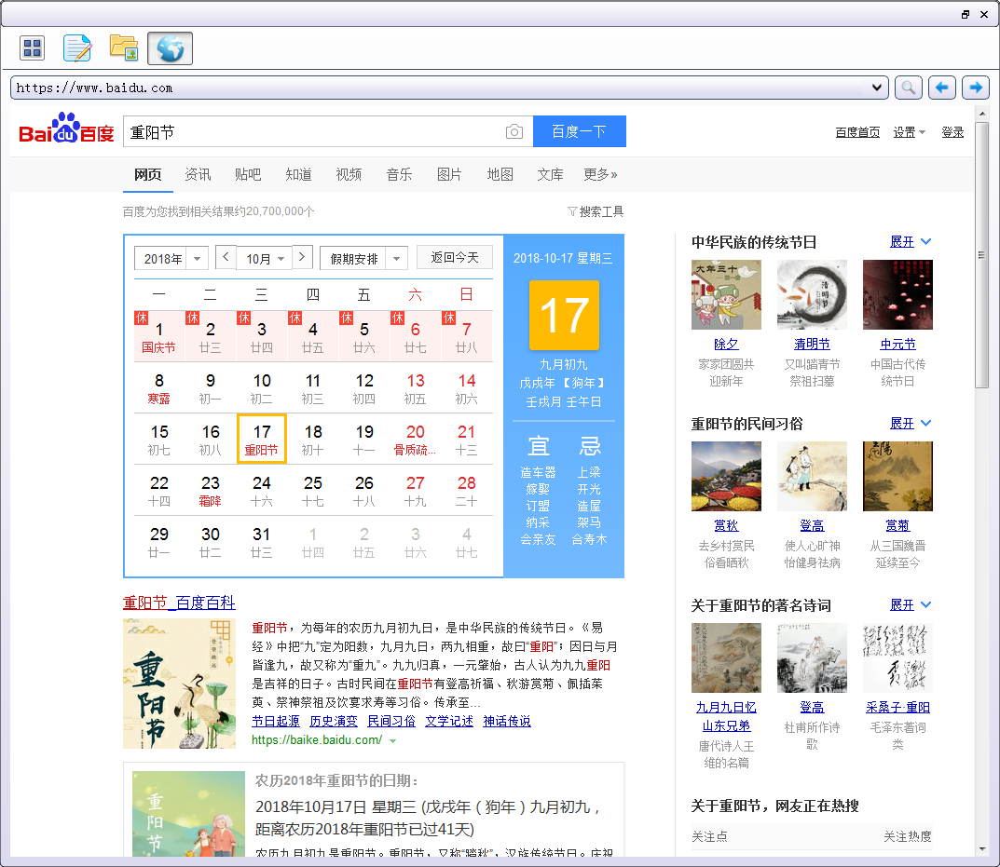 https://www.baidu.com
Bai du 百度
重阳节
百度一下
百度首页 设置 登录
网页 资讯 贴吧 知道 视频 音乐 图片 地图 文库 更多»
百度为您找到相关结果约20,700,000个
搜索工具
2018年 < 10月 > 假期安排 返回今天
一 二 三 四 五 六 日
休 休 休 休 休 休 休
1 2 3 4 5 6 7
国庆节 廿三 廿四 廿五 廿六 廿七 廿八
8 9 10 11 12 13 14
寒露 初一 初二 初三 初四 初五 初六
15 16 17 18 19 20 21
初七 初八 重阳节 初十 十一 骨质疏... 十三
22 23 24 25 26 27 28
十四 霜降 十六 十七 十八 十九 二十
29 30 31 1 2 3 4
廿一 廿二 廿三 廿四 廿五 廿六 廿七
2018-10-17 星期三
17
九月初九
戊戌年 【狗年】
壬戌月 壬午日
宜 忌
造车器 上梁
嫁娶 开光
订盟 造屋
纳采 架马
会亲友 合寿木
重阳节_百度百科
重阳节
重阳节，为每年的农历九月初九日，是中华民族的传统节日。《易
经》中把“九”定为阳数，九月九日，两九相重，故曰“重阳”；因日与月
皆逢九，故又称为“重九”。九九归真，一元肇始，古人认为九九重阳
是吉祥的日子。古时民间在重阳节有登高祈福、秋游赏菊、佩插茱
萸、祭神祭祖及饮宴求寿等习俗。传承至...
节日起源 历史演变 民间习俗 文学记述 神话传说
https://baike.baidu.com/
重阳节
农历2018年重阳节的日期：
2018年10月17日 星期三 (戊戌年（狗年）九月初九，
距离农历2018年重阳节已过41天)
农历九月初九是重阳节。重阳节，又称“踏秋”，汉族传统节日。庆祝
中华民族的传统节日 展开
大年三十
清明节
除夕 清明节 中元节
家家团圆共 又叫踏青节 中国古代传
迎新年 祭祖扫墓 统节日
重阳节的民间习俗 展开
赏秋 登高 赏菊
去乡村赏民 使人心旷神 从三国魏晋
俗看晒秋 怡健身祛病 延续至今
关于重阳节的著名诗词 展开
九月九日忆 登高 采桑子·重阳
山东兄弟 杜甫所作诗 毛泽东著词
唐代诗人王 歌 类
维的名篇
关于重阳节，网友正在热搜
关注点 关注热度